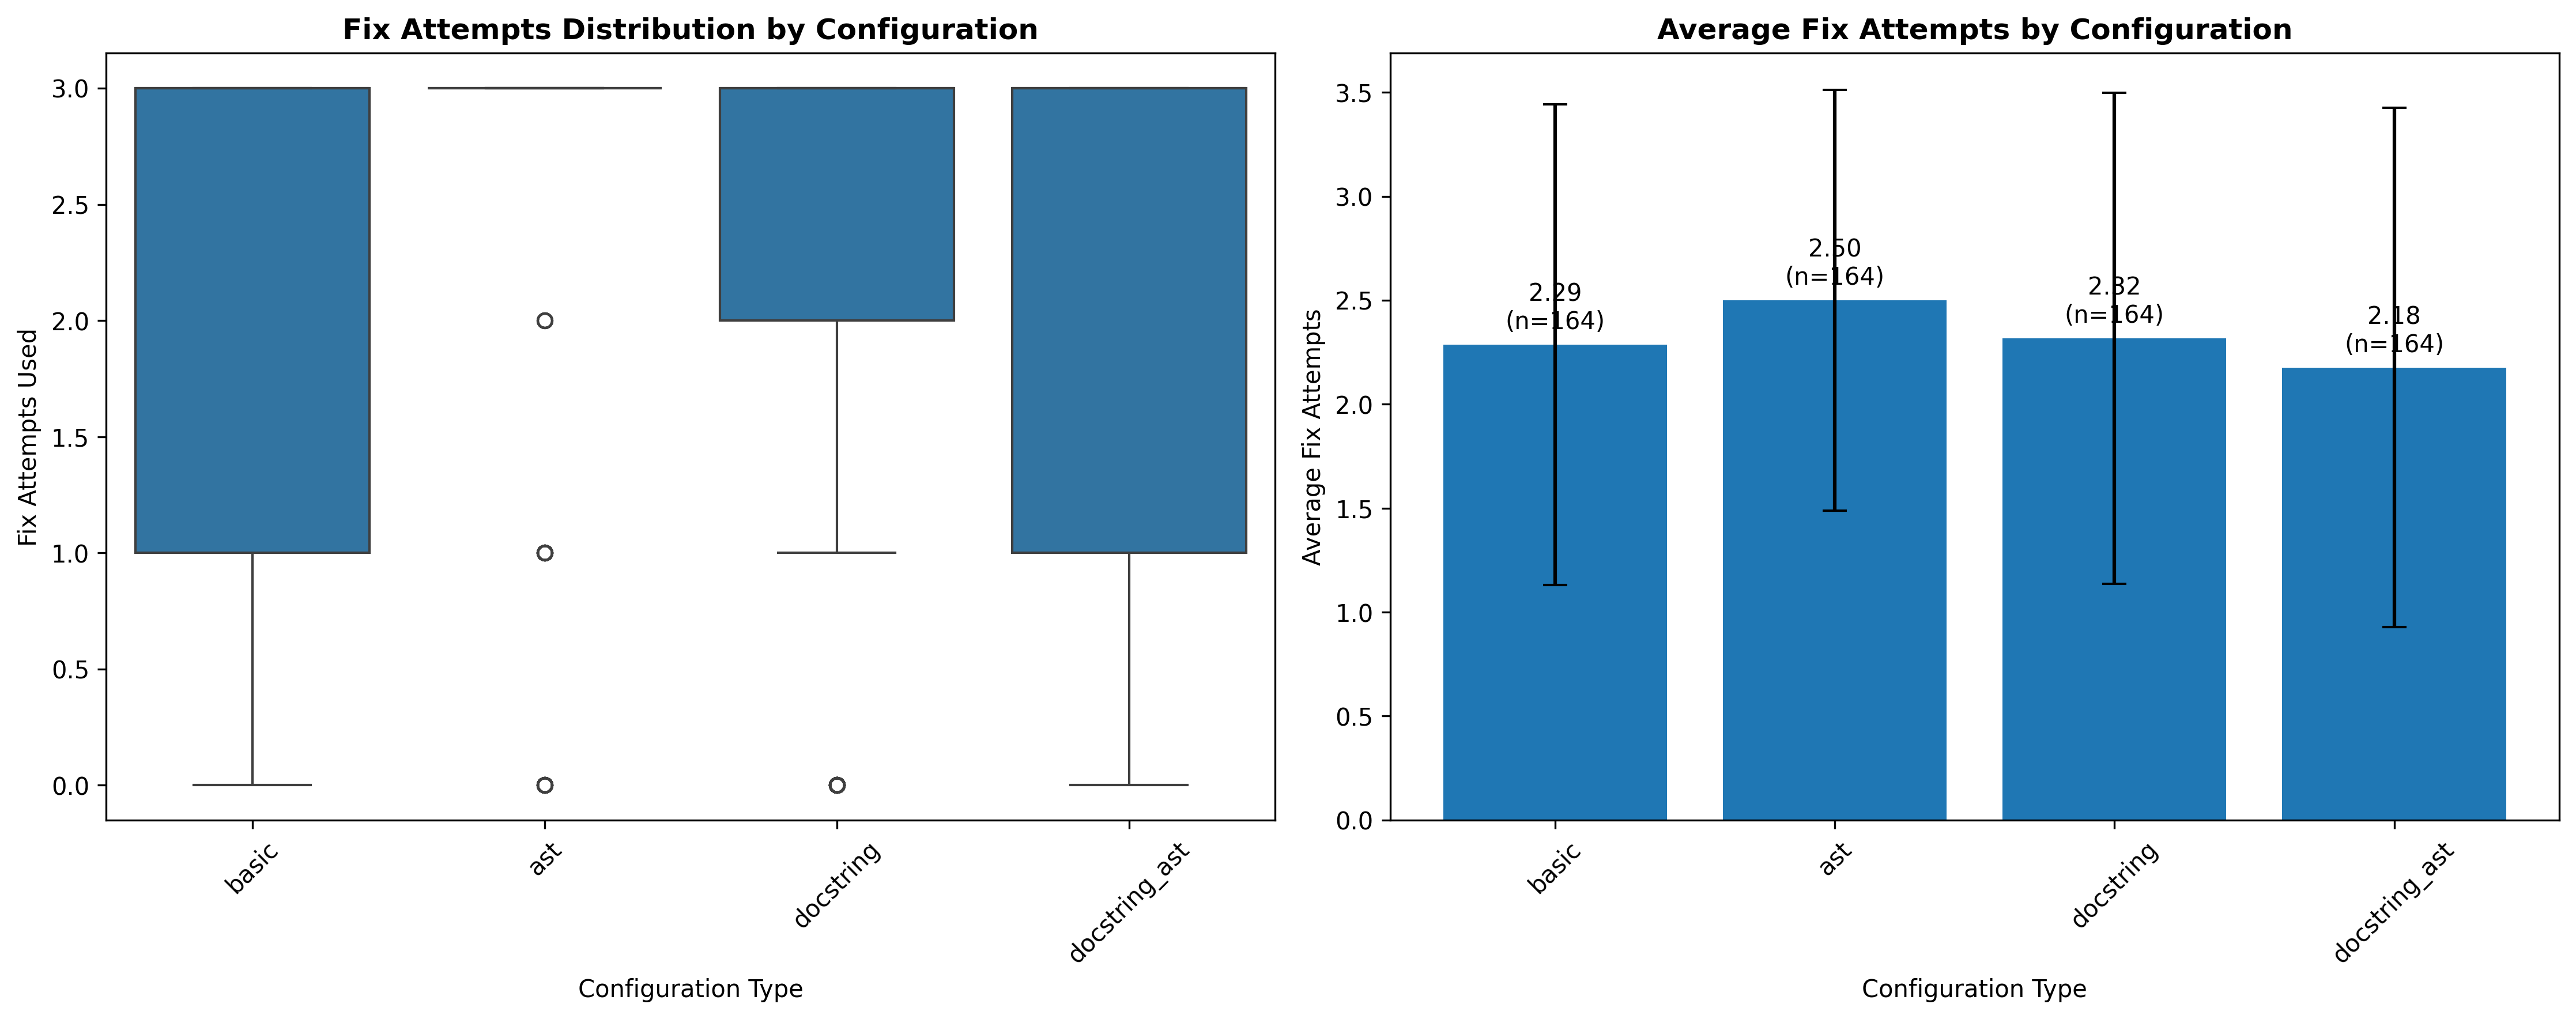 Fix Attempts Distribution by Configuration
Fix Attempts Used
3.0
2.5
2.0
1.5
1.0
0.5
0.0
basic
ast
docstring
docstring_ast
Configuration Type
Average Fix Attempts by Configuration
Average Fix Attempts
3.5
3.0
2.5
2.0
1.5
1.0
0.5
0.0
2.29
(n=164)
2.50
(n=164)
2.32
(n=164)
2.18
(n=164)
basic
ast
docstring
docstring_ast
Configuration Type